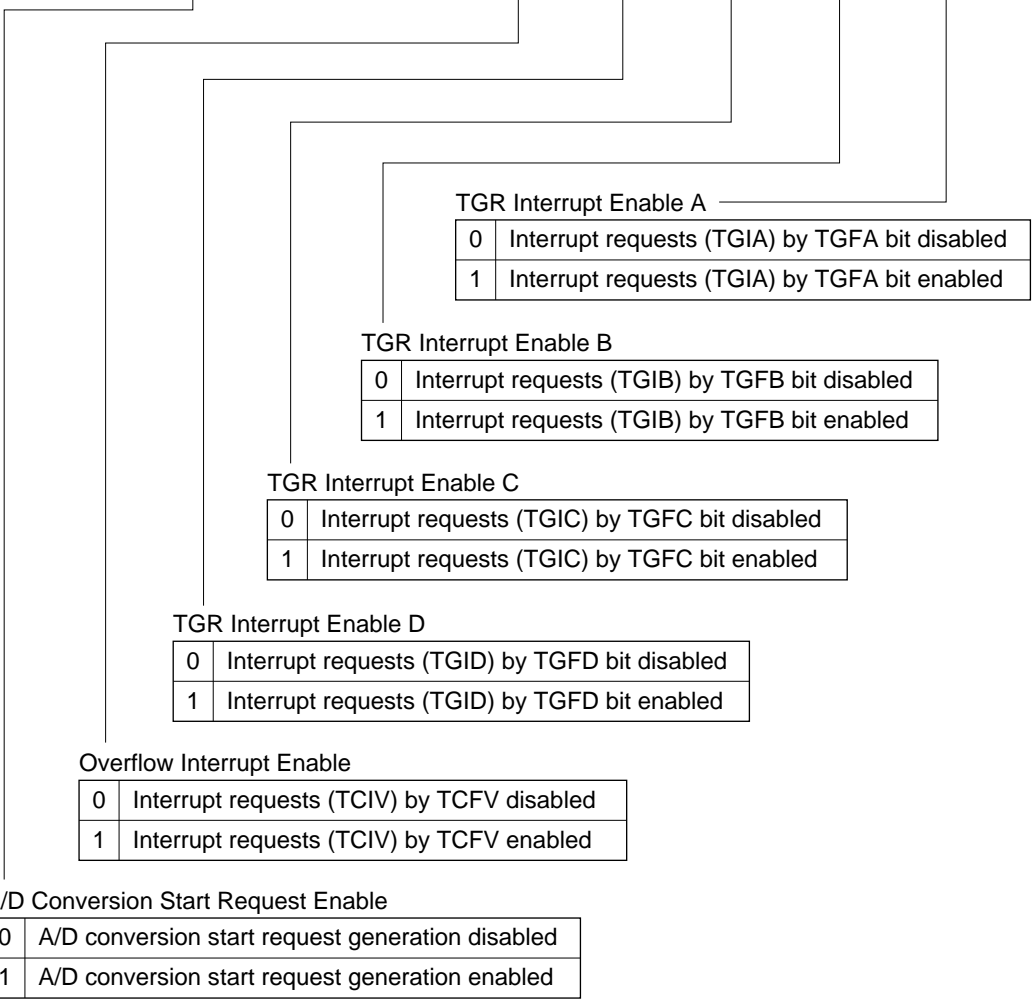 TGR Interrupt Enable A
0 Interrupt requests (TGIA) by TGFA bit disabled
1 Interrupt requests (TGIA) by TGFA bit enabled
TGR Interrupt Enable B
0 Interrupt requests (TGIB) by TGFB bit disabled
1 Interrupt requests (TGIB) by TGFB bit enabled
TGR Interrupt Enable C
0 Interrupt requests (TGIC) by TGFC bit disabled
1 Interrupt requests (TGIC) by TGFC bit enabled
TGR Interrupt Enable D
0 Interrupt requests (TGID) by TGFD bit disabled
1 Interrupt requests (TGID) by TGFD bit enabled
Overflow Interrupt Enable
0 Interrupt requests (TCIV) by TCFV disabled
1 Interrupt requests (TCIV) by TCFV enabled
/D Conversion Start Request Enable
0 A/D conversion start request generation disabled
1 A/D conversion start request generation enabled